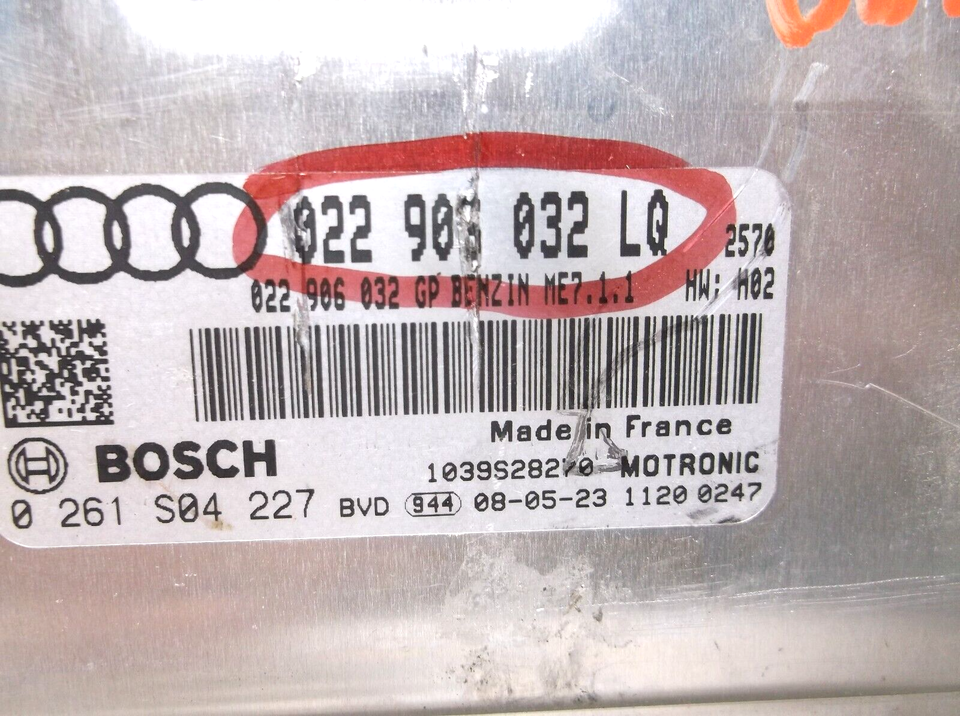 022 906 032 LQ 2570
022 906 032 GP BENZIN ME7.1.1 HW: H02
Made in France
BOSCH 1039S28270 MOTRONIC
0 261 S04 227 BVD 944 08-05-23 1120 0247